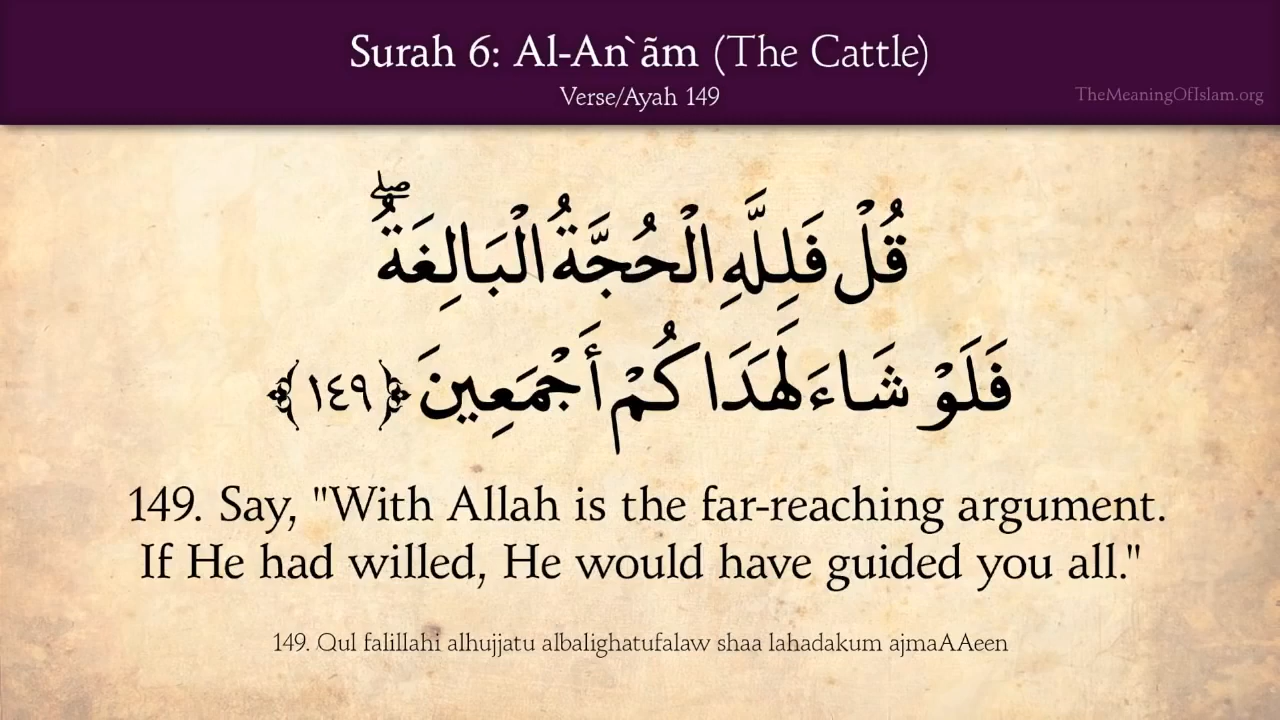 Surah 6: Al-An`ãm (The Cattle)
Verse/Ayah 149
TheMeaningOfIslam.org
قُلْ فَلِلَّهِ الْحُجَّةُ الْبَالِغَةُ ۖ
فَلَوْ شَاءَ لَهَدَاكُمْ أَجْمَعِينَ ﴿١٤٩﴾
149. Say, "With Allah is the far-reaching argument.
If He had willed, He would have guided you all."
149. Qul falillahi alhujjatu albalighatufalaw shaa lahadakum ajmaAAeen